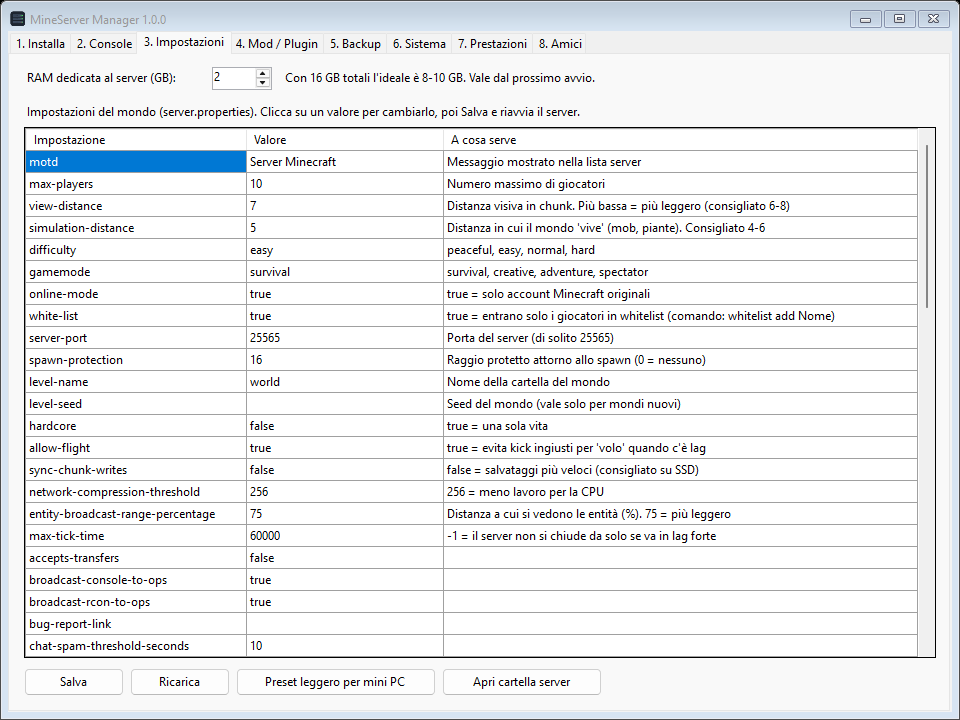 MineServer Manager 1.0.0
1. Installa 2. Console 3. Impostazioni 4. Mod / Plugin 5. Backup 6. Sistema 7. Prestazioni 8. Amici
RAM dedicata al server (GB): 2 Con 16 GB totali l'ideale è 8-10 GB. Vale dal prossimo avvio.
Impostazioni del mondo (server.properties). Clicca su un valore per cambiarlo, poi Salva e riavvia il server.
Impostazione Valore A cosa serve
motd Server Minecraft Messaggio mostrato nella lista server
max-players 10 Numero massimo di giocatori
view-distance 7 Distanza visiva in chunk. Più bassa = più leggero (consigliato 6-8)
simulation-distance 5 Distanza in cui il mondo 'vive' (mob, piante). Consigliato 4-6
difficulty easy peaceful, easy, normal, hard
gamemode survival survival, creative, adventure, spectator
online-mode true true = solo account Minecraft originali
white-list true true = entrano solo i giocatori in whitelist (comando: whitelist add Nome)
server-port 25565 Porta del server (di solito 25565)
spawn-protection 16 Raggio protetto attorno allo spawn (0 = nessuno)
level-name world Nome della cartella del mondo
level-seed Seed del mondo (vale solo per mondi nuovi)
hardcore false true = una sola vita
allow-flight true true = evita kick ingiusti per 'volo' quando c'è lag
sync-chunk-writes false false = salvataggi più veloci (consigliato su SSD)
network-compression-threshold 256 256 = meno lavoro per la CPU
entity-broadcast-range-percentage 75 Distanza a cui si vedono le entità (%). 75 = più leggero
max-tick-time 60000 -1 = il server non si chiude da solo se va in lag forte
accepts-transfers false
broadcast-console-to-ops true
broadcast-rcon-to-ops true
bug-report-link
chat-spam-threshold-seconds 10
Salva Ricarica Preset leggero per mini PC Apri cartella server